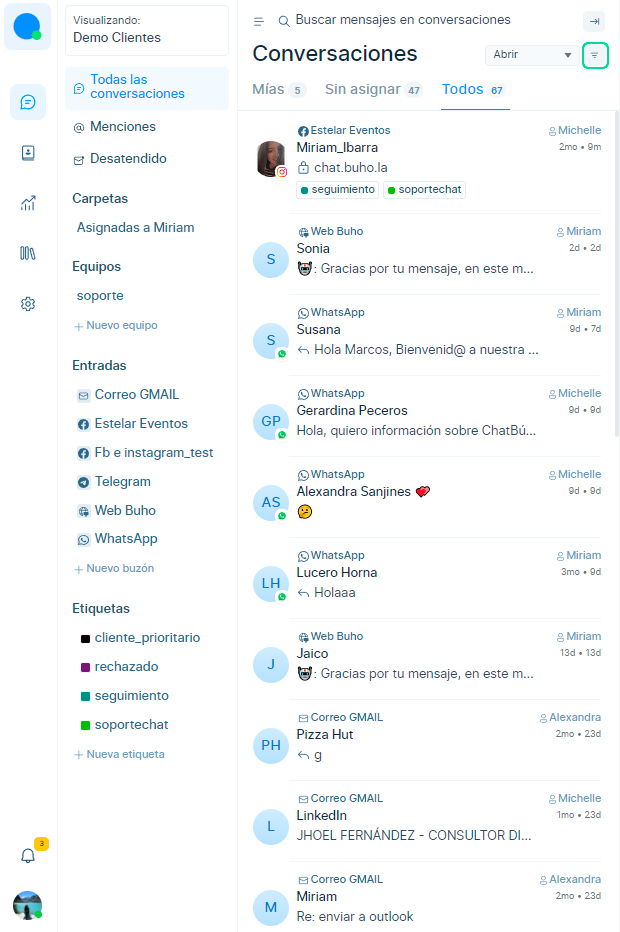 Visualizando:
Demo Clientes
Todas las
conversaciones
Menciones
Desatendido
Carpetas
Asignadas a Miriam
Equipos
soporte
+ Nuevo equipo
Entradas
Correo GMAIL
Estelar Eventos
Fb e instagram_test
Telegram
Web Buho
WhatsApp
+ Nuevo buzón
Etiquetas
cliente_prioritario
rechazado
seguimiento
soportechat
+ Nueva etiqueta
3
Buscar mensajes en conversaciones
Conversaciones
Abrir
Mías 5 Sin asignar 47 Todos 67
Estelar Eventos Michelle
Miriam_Ibarra 2mo • 9m
chat.buho.la
seguimiento soportechat
Web Buho Miriam
S Sonia 2d • 2d
: Gracias por tu mensaje, en este m...
WhatsApp Miriam
S Susana 9d • 7d
Hola Marcos, Bienvenid@ a nuestra ...
WhatsApp Michelle
GP Gerardina Peceros 9d • 9d
Hola, quiero información sobre ChatBú...
WhatsApp Michelle
AS Alexandra Sanjines 💕 9d • 9d
🤔
WhatsApp Miriam
LH Lucero Horna 3mo • 9d
Holaaa
Web Buho Miriam
J Jaico 13d • 13d
: Gracias por tu mensaje, en este m...
Correo GMAIL Alexandra
PH Pizza Hut 2mo • 23d
g
Correo GMAIL Michelle
L LinkedIn 1mo • 23d
JHOEL FERNÁNDEZ - CONSULTOR DI...
Correo GMAIL Alexandra
M Miriam 2mo • 23d
Re: enviar a outlook